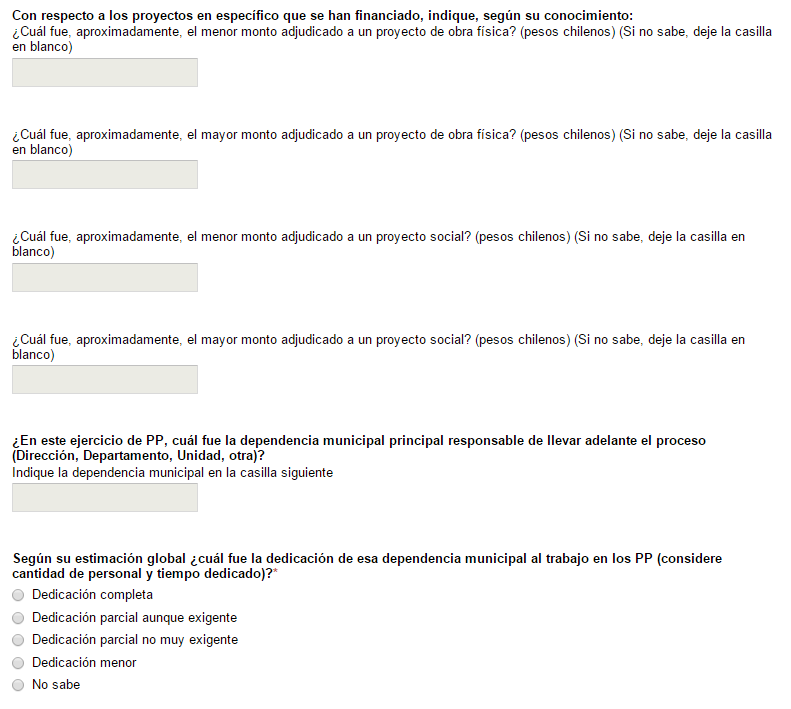 Con respecto a los proyectos en específico que se han financiado, indique, según su conocimiento:
¿Cuál fue, aproximadamente, el menor monto adjudicado a un proyecto de obra física? (pesos chilenos) (Si no sabe, deje la casilla
en blanco)
¿Cuál fue, aproximadamente, el mayor monto adjudicado a un proyecto de obra física? (pesos chilenos) (Si no sabe, deje la casilla
en blanco)
¿Cuál fue, aproximadamente, el menor monto adjudicado a un proyecto social? (pesos chilenos) (Si no sabe, deje la casilla en
blanco)
¿Cuál fue, aproximadamente, el mayor monto adjudicado a un proyecto social? (pesos chilenos) (Si no sabe, deje la casilla en
blanco)
¿En este ejercicio de PP, cuál fue la dependencia municipal principal responsable de llevar adelante el proceso
(Dirección, Departamento, Unidad, otra)?
Indique la dependencia municipal en la casilla siguiente
Según su estimación global ¿cuál fue la dedicación de esa dependencia municipal al trabajo en los PP (considere
cantidad de personal y tiempo dedicado)?*
Dedicación completa
Dedicación parcial aunque exigente
Dedicación parcial no muy exigente
Dedicación menor
No sabe